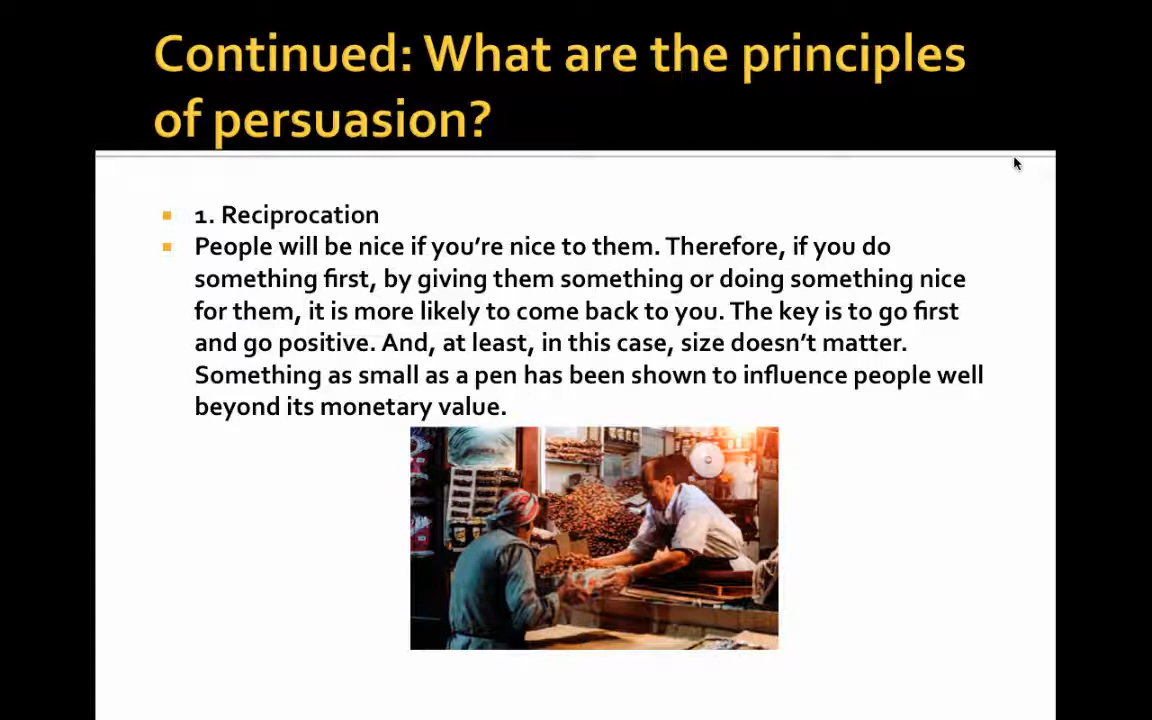 Continued: What are the principles
of persuasion?
1. Reciprocation
People will be nice if you’re nice to them. Therefore, if you do
something first, by giving them something or doing something nice
for them, it is more likely to come back to you. The key is to go first
and go positive. And, at least, in this case, size doesn’t matter.
Something as small as a pen has been shown to influence people well
beyond its monetary value.